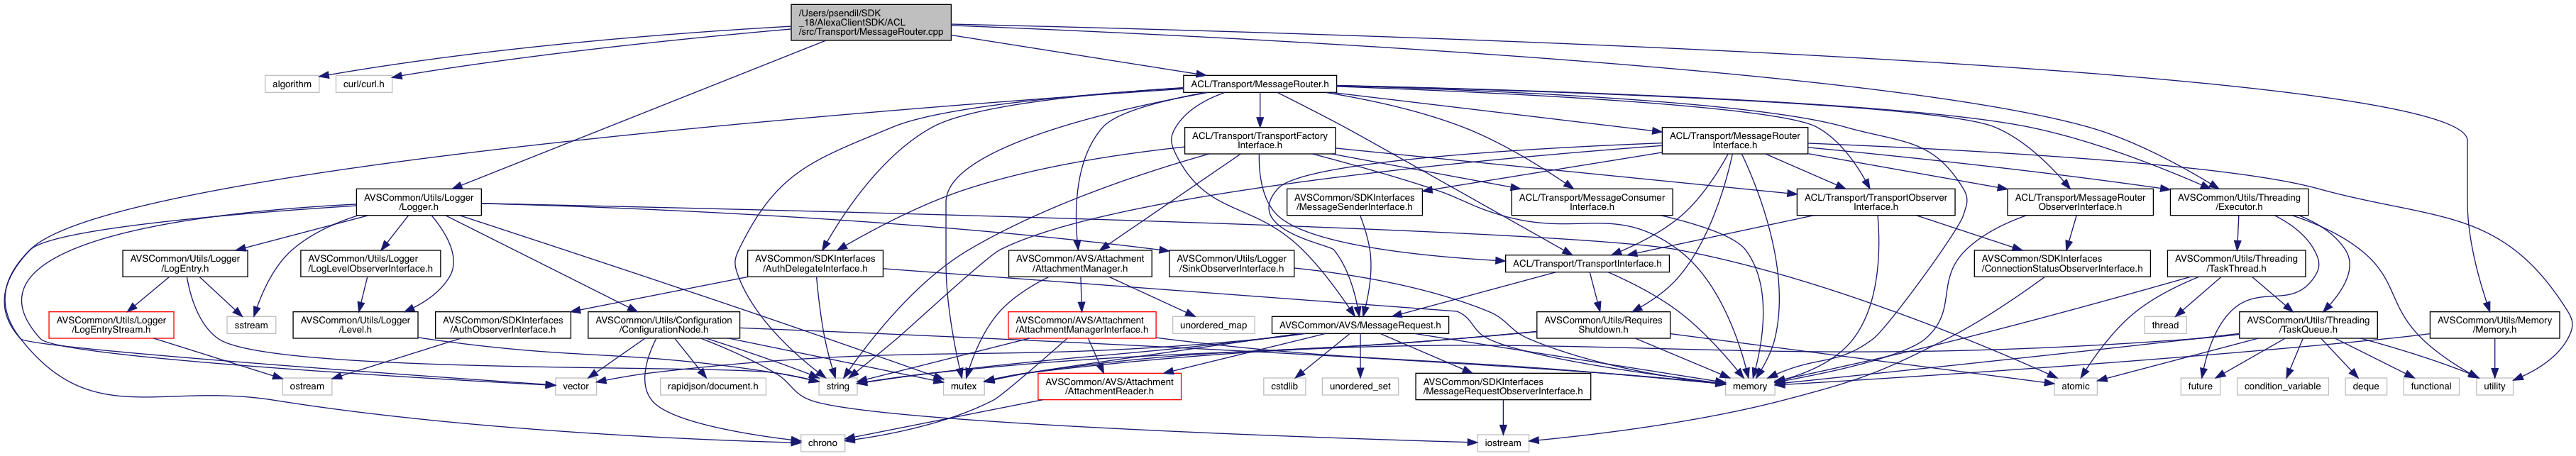 /Users/psendil/SDK
_18/AlexaClientSDK/ACL
/src/Transport/MessageRouter.cpp
algorithm
curl/curl.h
ACL/Transport/MessageRouter.h
ACL/Transport/TransportFactory
Interface.h
ACL/Transport/MessageRouter
Interface.h
AVSCommon/Utils/Logger
/Logger.h
AVSCommon/SDKInterfaces
/MessageSenderInterface.h
ACL/Transport/MessageConsumer
Interface.h
ACL/Transport/TransportObserver
Interface.h
ACL/Transport/MessageRouter
ObserverInterface.h
AVSCommon/Utils/Threading
/Executor.h
AVSCommon/Utils/Logger
/LogEntry.h
AVSCommon/Utils/Logger
/LogLevelObserverInterface.h
AVSCommon/SDKInterfaces
/AuthDelegateInterface.h
AVSCommon/Utils/Logger
/SinkObserverInterface.h
AVSCommon/AVS/Attachment
/AttachmentManager.h
ACL/Transport/TransportInterface.h
AVSCommon/SDKInterfaces
/ConnectionStatusObserverInterface.h
AVSCommon/Utils/Threading
/TaskThread.h
AVSCommon/Utils/Logger
/LogEntryStream.h
sstream
AVSCommon/Utils/Logger
/Level.h
AVSCommon/SDKInterfaces
/AuthObserverInterface.h
AVSCommon/Utils/Configuration
/ConfigurationNode.h
AVSCommon/AVS/Attachment
/AttachmentManagerInterface.h
unordered_map
AVSCommon/AVS/MessageRequest.h
AVSCommon/Utils/Requires
Shutdown.h
thread
AVSCommon/Utils/Threading
/TaskQueue.h
AVSCommon/Utils/Memory
/Memory.h
ostream
vector
rapidjson/document.h
string
mutex
AVSCommon/AVS/Attachment
/AttachmentReader.h
cstdlib
unordered_set
AVSCommon/SDKInterfaces
/MessageRequestObserverInterface.h
memory
atomic
future
condition_variable
deque
functional
utility
chrono
iostream